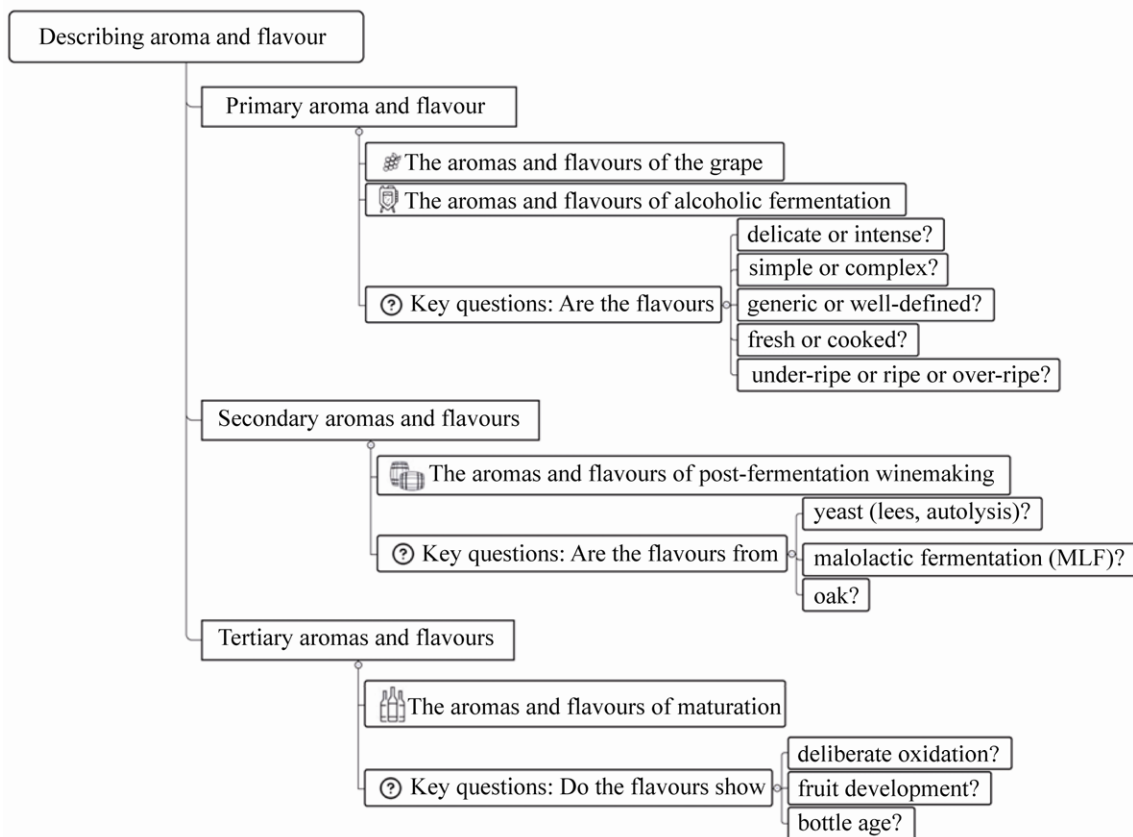 Describing aroma and flavour
Primary aroma and flavour
The aromas and flavours of the grape
The aromas and flavours of alcoholic fermentation
Key questions: Are the flavours
delicate or intense?
simple or complex?
generic or well-defined?
fresh or cooked?
under-ripe or ripe or over-ripe?
Secondary aromas and flavours
The aromas and flavours of post-fermentation winemaking
Key questions: Are the flavours from
yeast (lees, autolysis)?
malolactic fermentation (MLF)?
oak?
Tertiary aromas and flavours
The aromas and flavours of maturation
Key questions: Do the flavours show
deliberate oxidation?
fruit development?
bottle age?